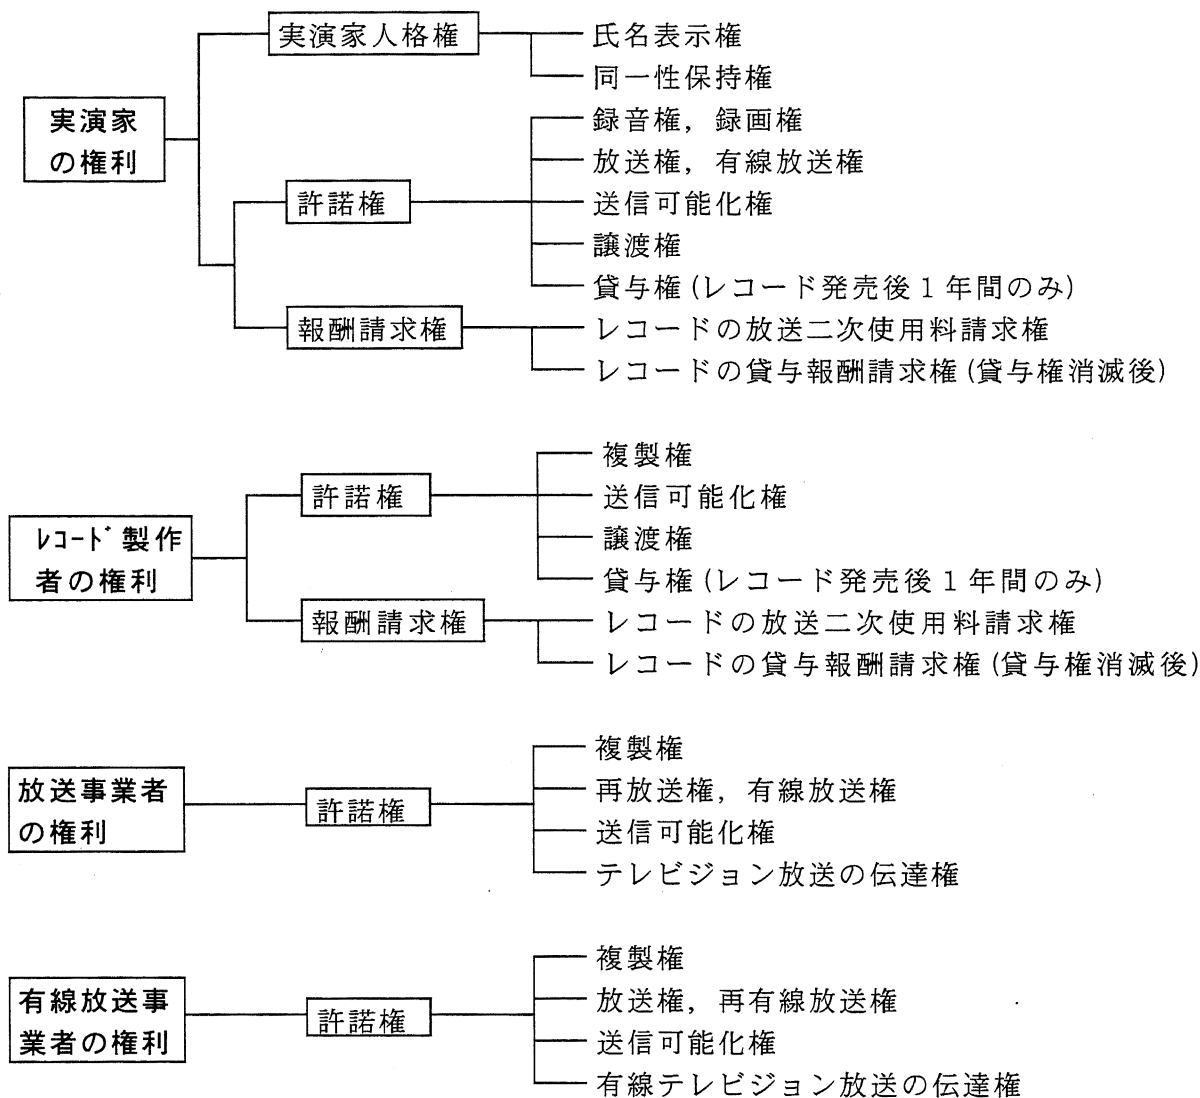 実演家人格権
氏名表示権
同一性保持権
実演家
の権利
録音権，録画権
放送権，有線放送権
許諾権
送信可能化権
譲渡権
貸与権(レコード発売後1年間のみ)
報酬請求権
レコードの放送二次使用料請求権
レコードの貸与報酬請求権(貸与権消滅後)
複製権
許諾権
送信可能化権
ﾚｺｰﾄﾞ製作
者の権利
譲渡権
貸与権(レコード発売後1年間のみ)
報酬請求権
レコードの放送二次使用料請求権
レコードの貸与報酬請求権(貸与権消滅後)
複製権
放送事業者
の権利
再放送権，有線放送権
許諾権
送信可能化権
テレビジョン放送の伝達権
複製権
有線放送事
業者の権利
放送権，再有線放送権
許諾権
送信可能化権
有線テレビジョン放送の伝達権